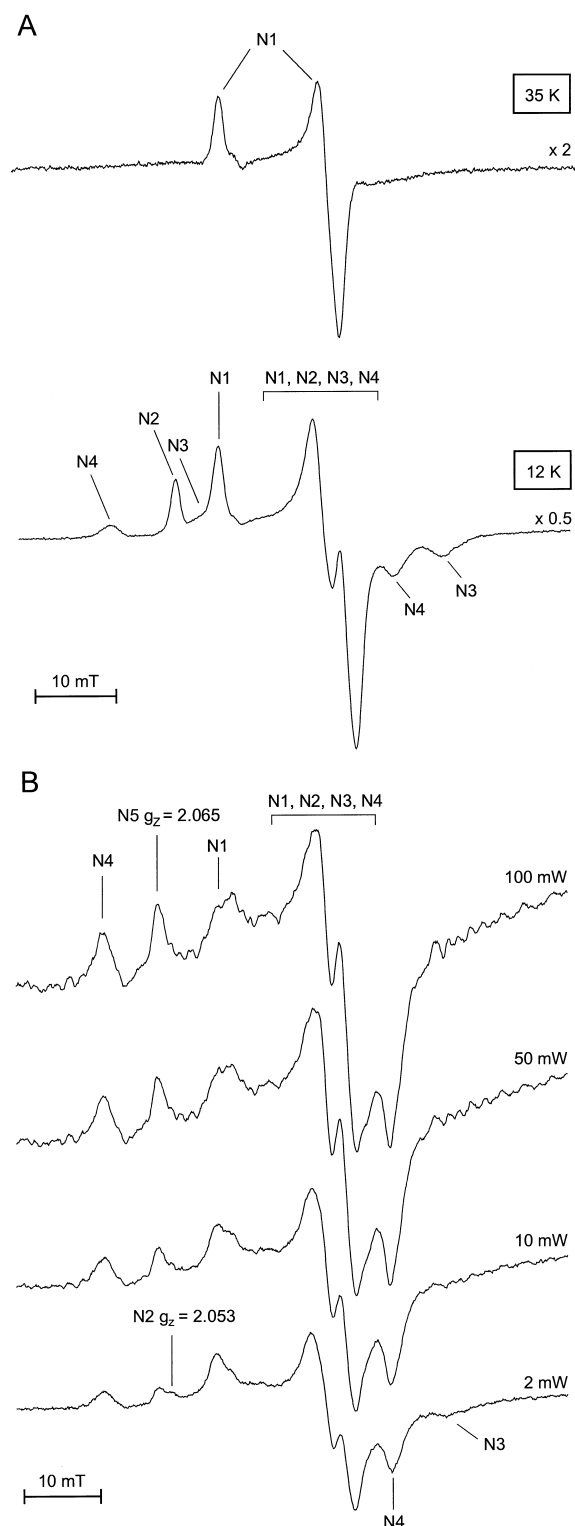 A
N1
35 K
x 2
N1
N1, N2, N3, N4
N2
N3
N4
12 K
x 0.5
N3
N4
10 mT
B
N1, N2, N3, N4
N5 gz = 2.065
N1
N4
100 mW
50 mW
10 mW
N2 gz = 2.053
2 mW
N3
10 mT
N4